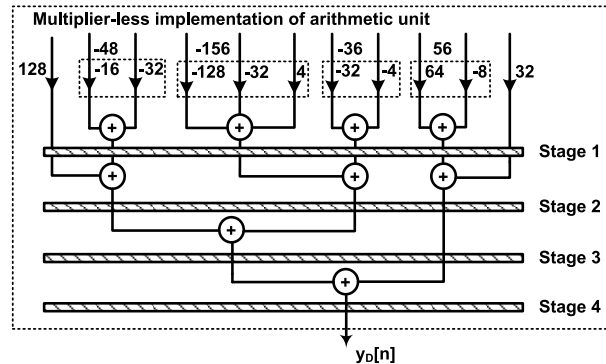 Multiplier-less implementation of arithmetic unit
-48 -156 -36 56
128 -16 -32 -128 -32 4 -32 -4 64 -8 32
+ + + +
Stage 1
+ + +
Stage 2
+
Stage 3
+
Stage 4
yD[n]